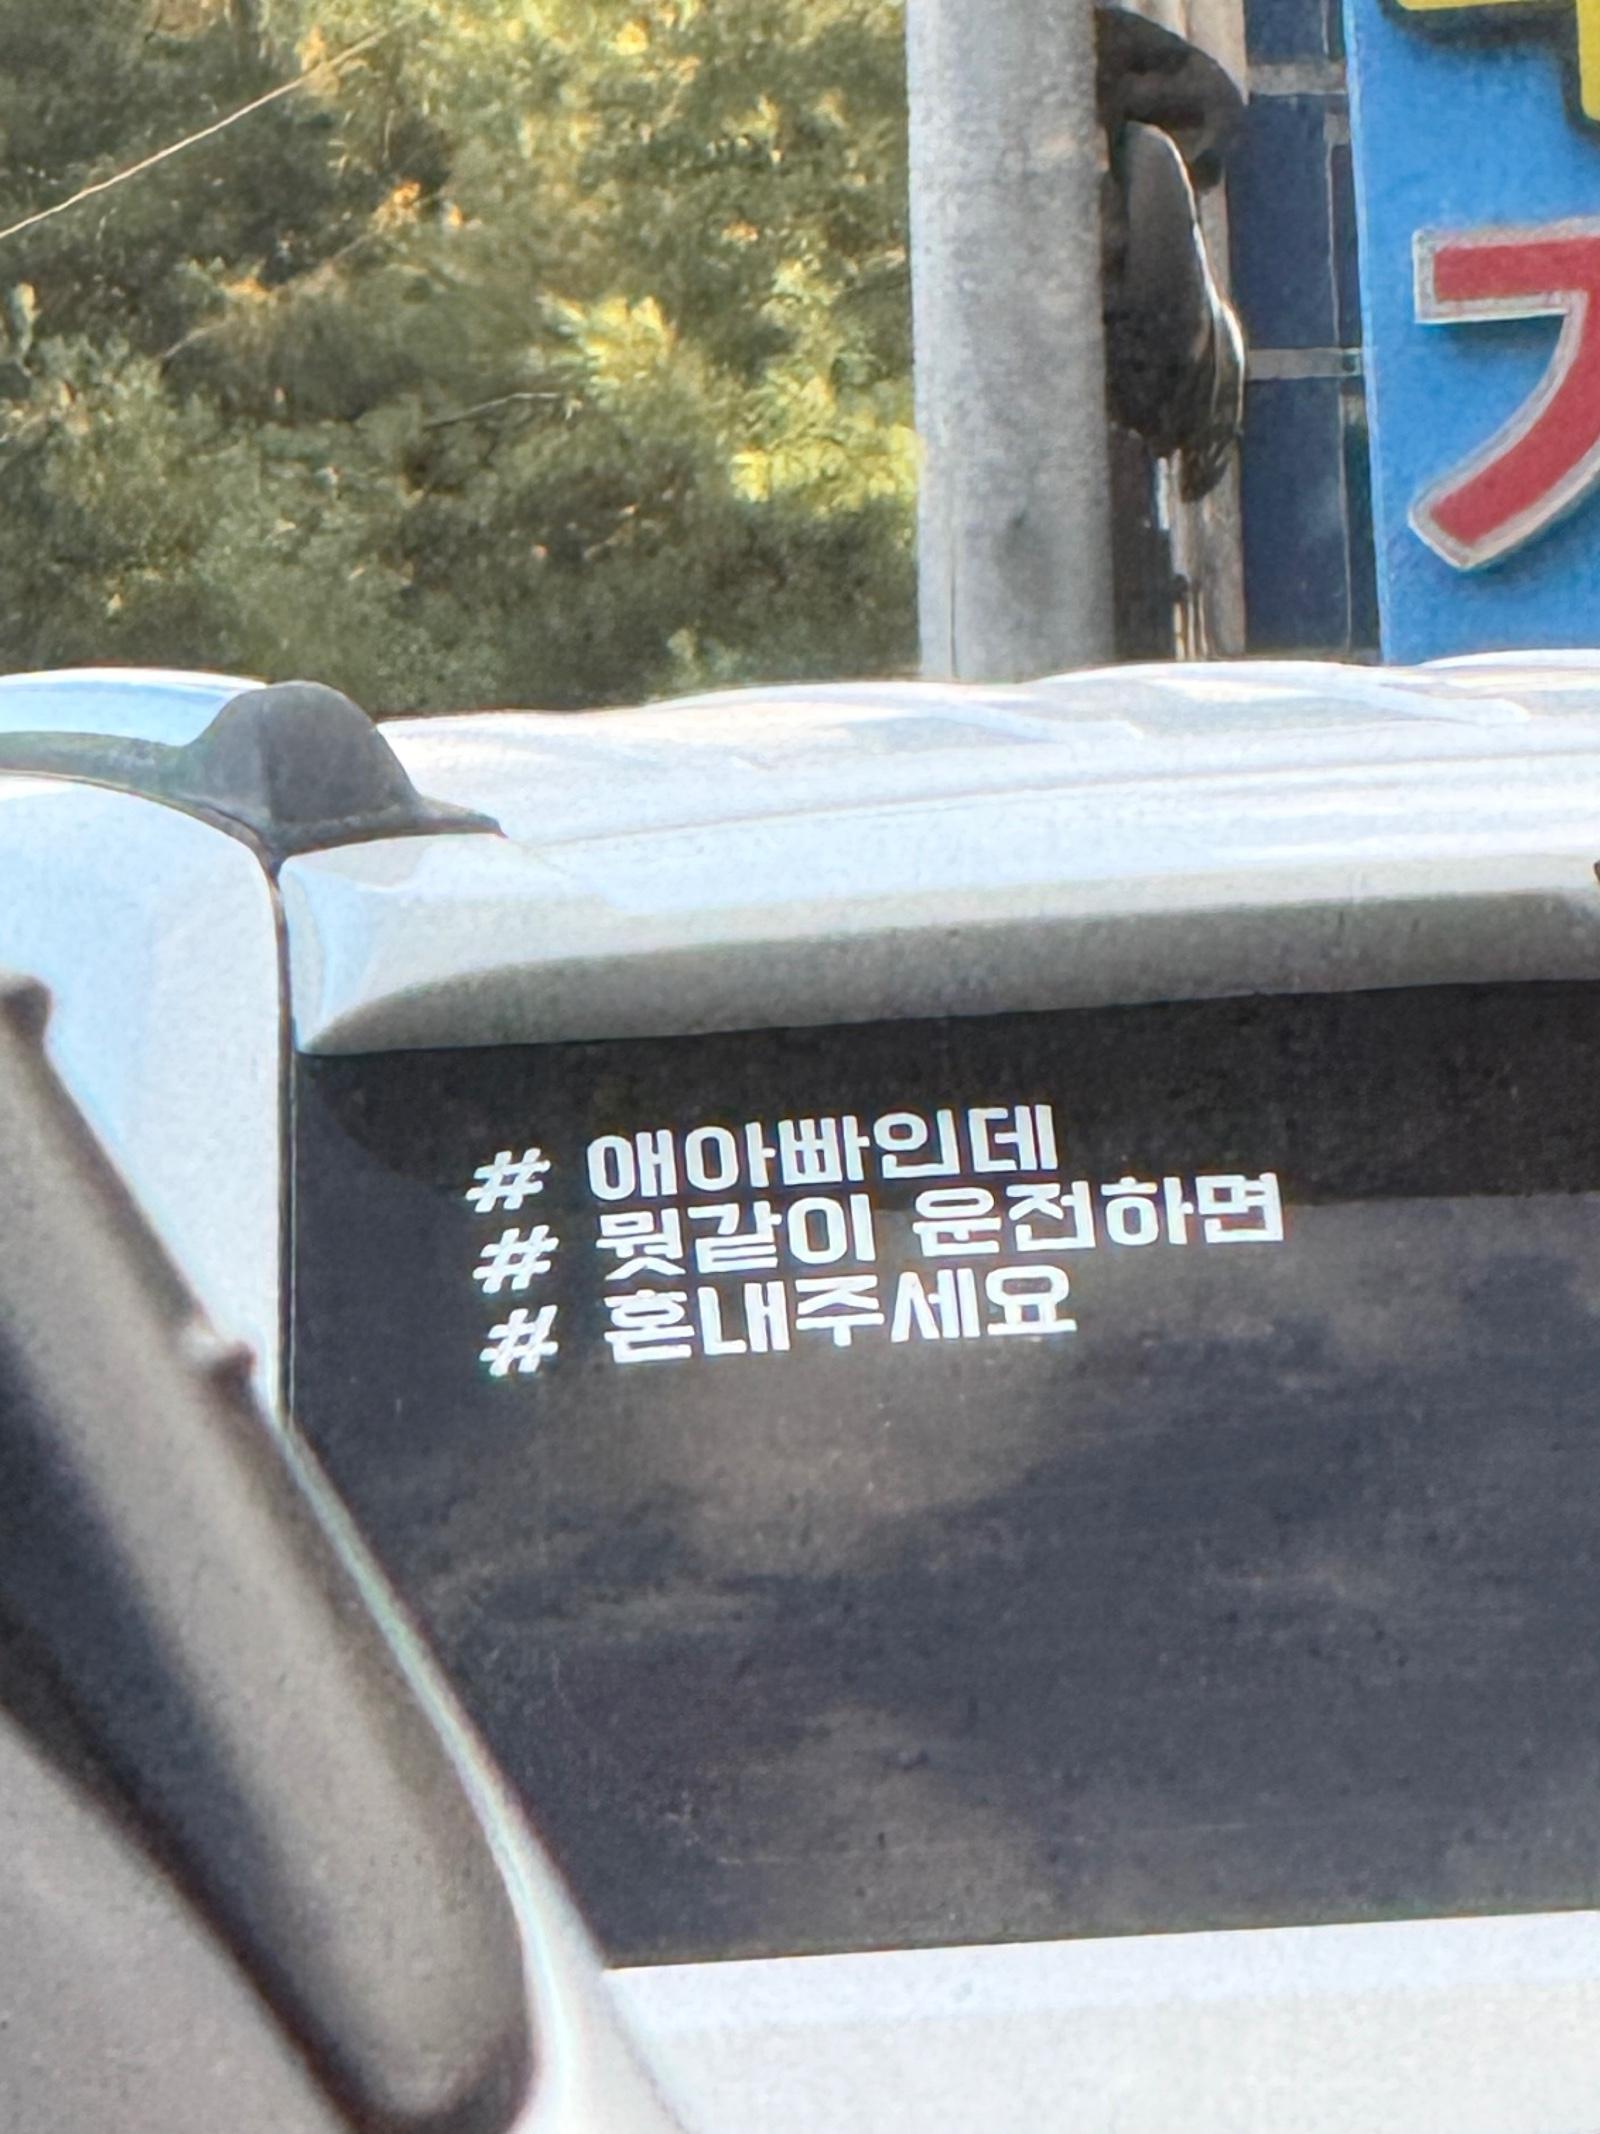 # 애아빠인데
# 뭣같이 운전하면
# 혼내주세요